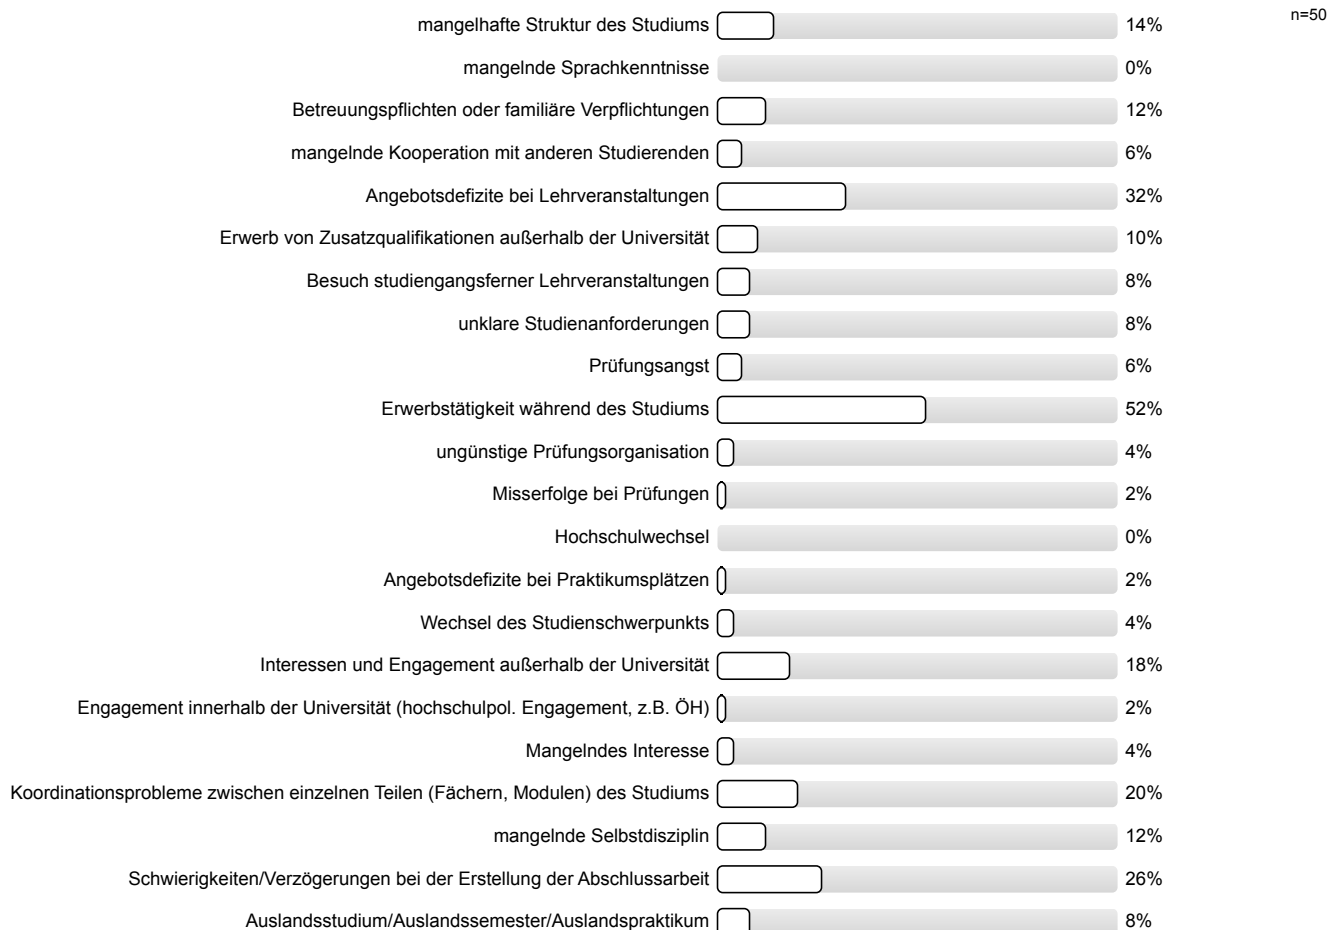 n=50
mangelhafte Struktur des Studiums 14%
mangelnde Sprachkenntnisse 0%
Betreuungspflichten oder familiäre Verpflichtungen 12%
mangelnde Kooperation mit anderen Studierenden 6%
Angebotsdefizite bei Lehrveranstaltungen 32%
Erwerb von Zusatzqualifikationen außerhalb der Universität 10%
Besuch studiengangsferner Lehrveranstaltungen 8%
unklare Studienanforderungen 8%
Prüfungsangst 6%
Erwerbstätigkeit während des Studiums 52%
ungünstige Prüfungsorganisation 4%
Misserfolge bei Prüfungen 2%
Hochschulwechsel 0%
Angebotsdefizite bei Praktikumsplätzen 2%
Wechsel des Studienschwerpunkts 4%
Interessen und Engagement außerhalb der Universität 18%
Engagement innerhalb der Universität (hochschulpol. Engagement, z.B. ÖH) 2%
Mangelndes Interesse 4%
Koordinationsprobleme zwischen einzelnen Teilen (Fächern, Modulen) des Studiums 20%
mangelnde Selbstdisziplin 12%
Schwierigkeiten/Verzögerungen bei der Erstellung der Abschlussarbeit 26%
Auslandsstudium/Auslandssemester/Auslandspraktikum 8%